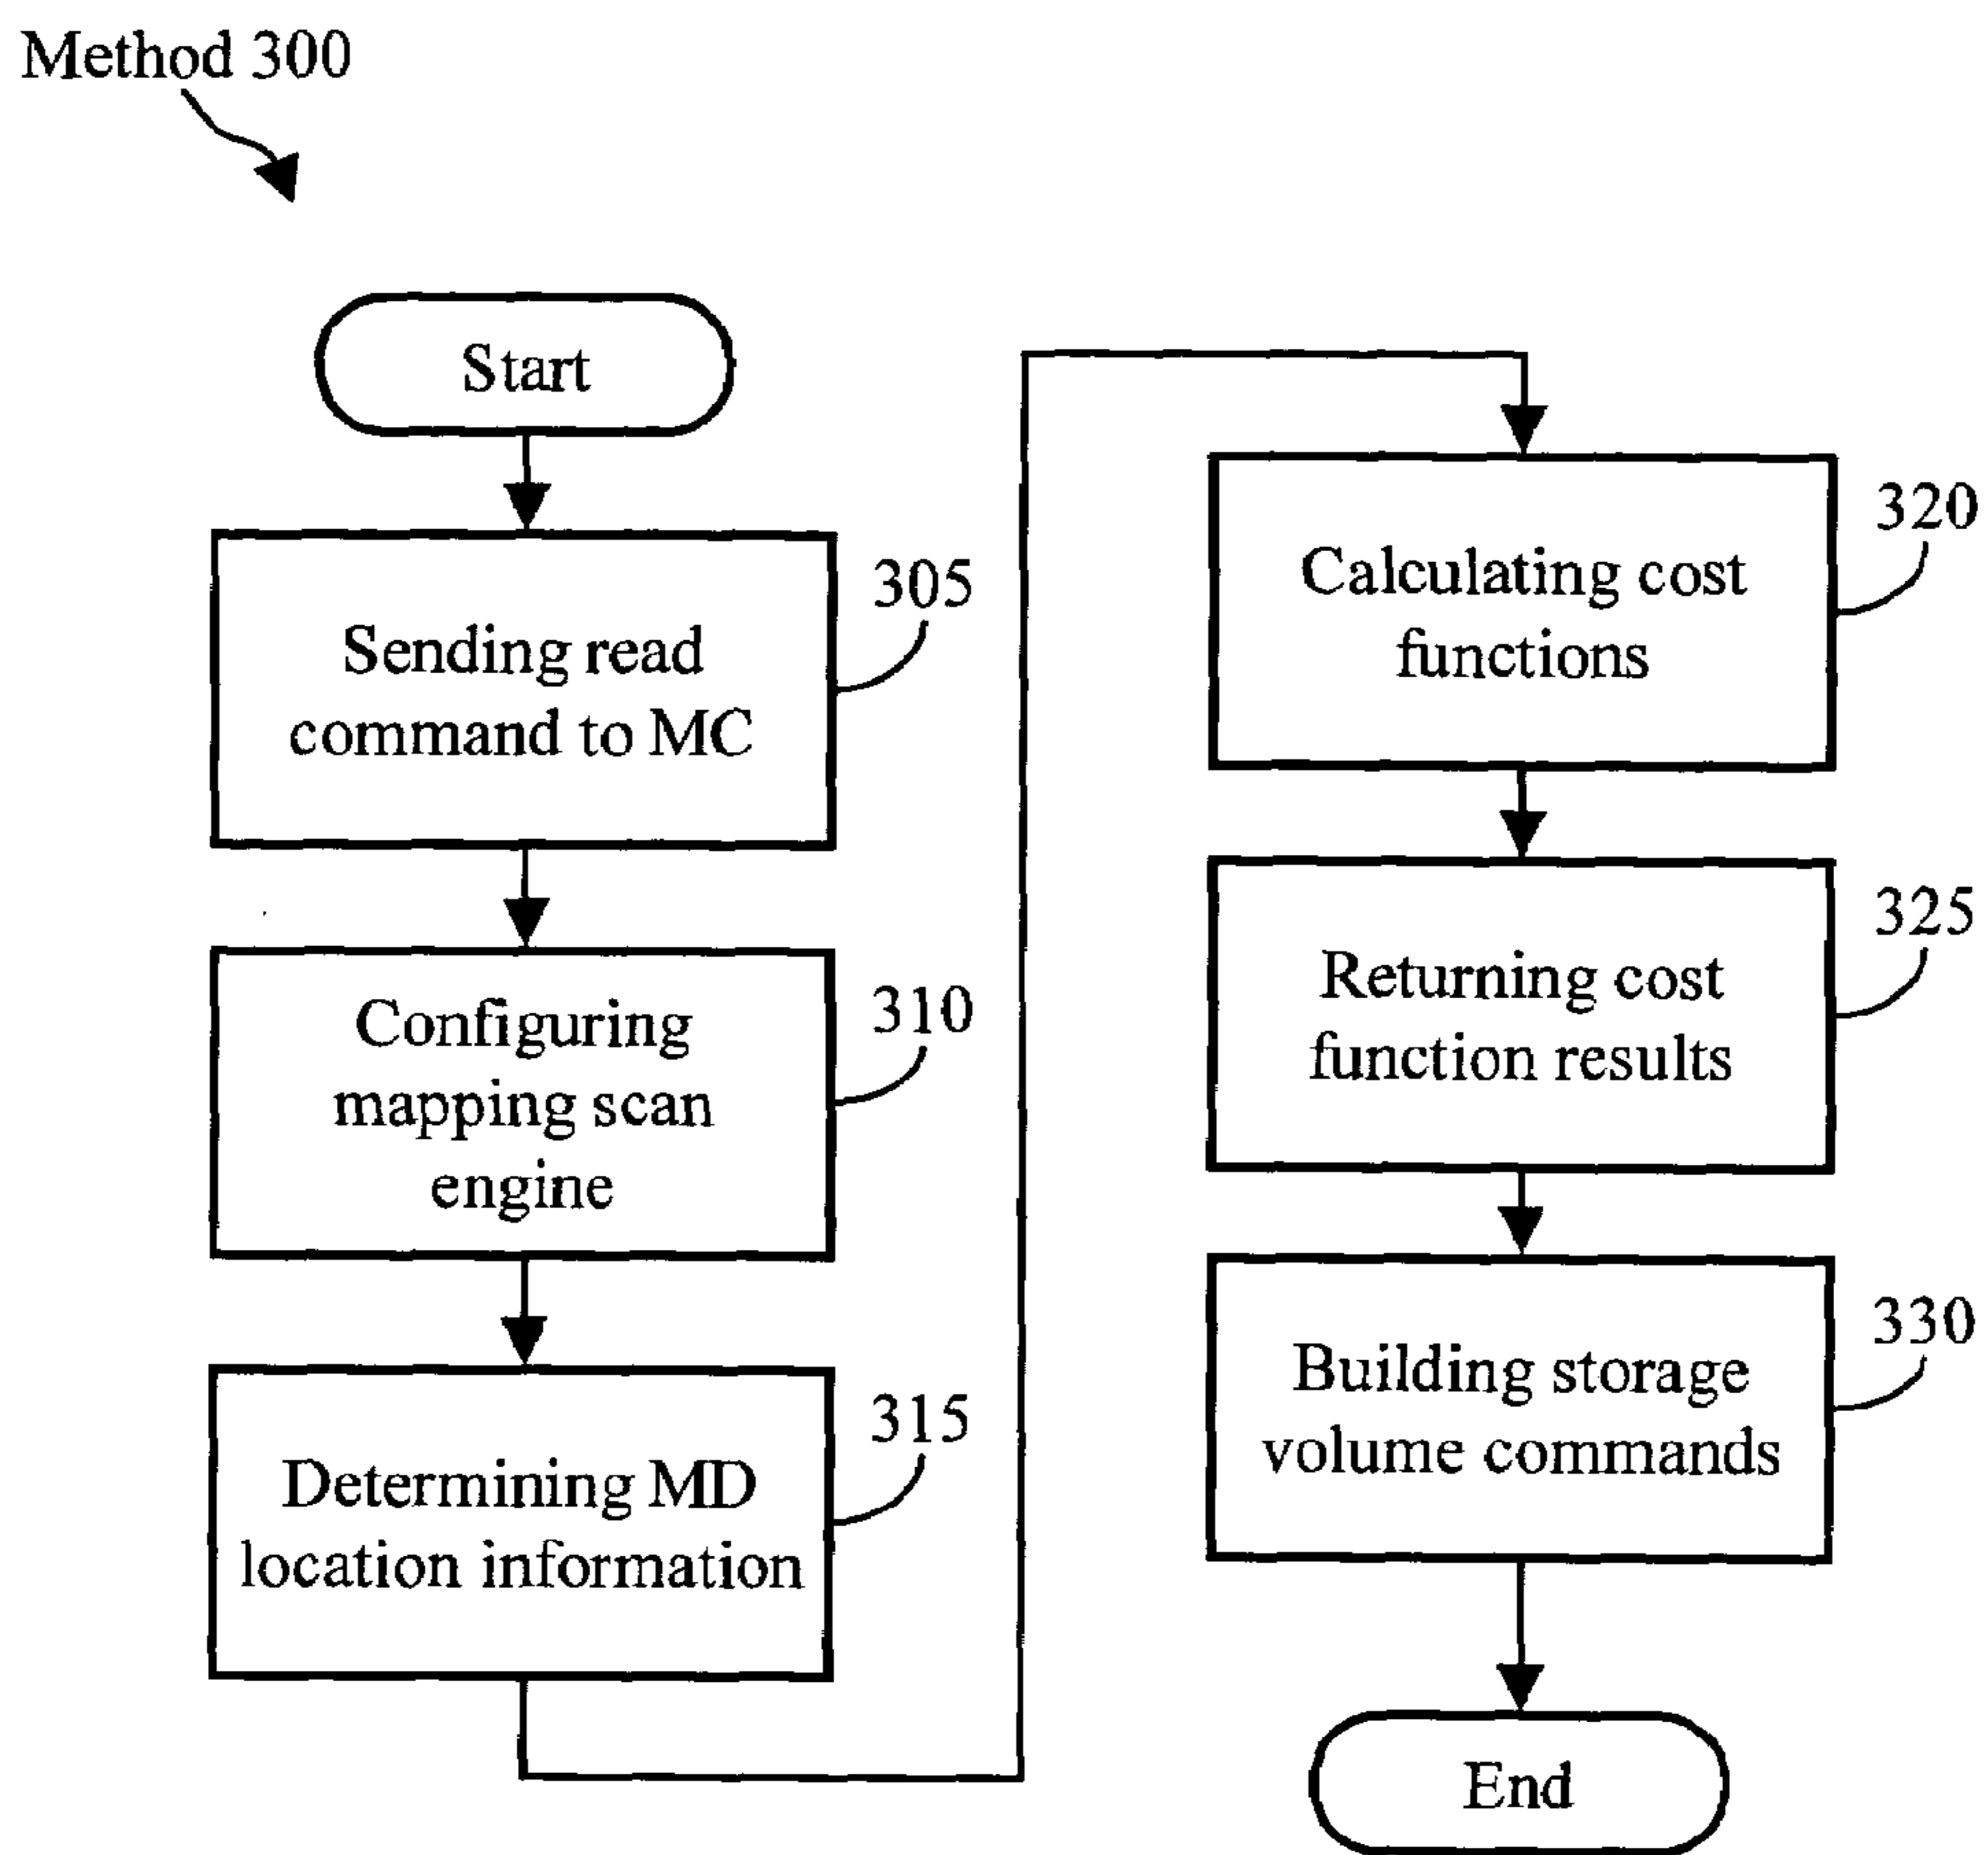 Method 300
Start
Sending read
command to MC
305
Configuring
mapping scan
engine
310
Determining MD
location information
315
Calculating cost
functions
320
Returning cost
function results
325
Building storage
volume commands
330
End